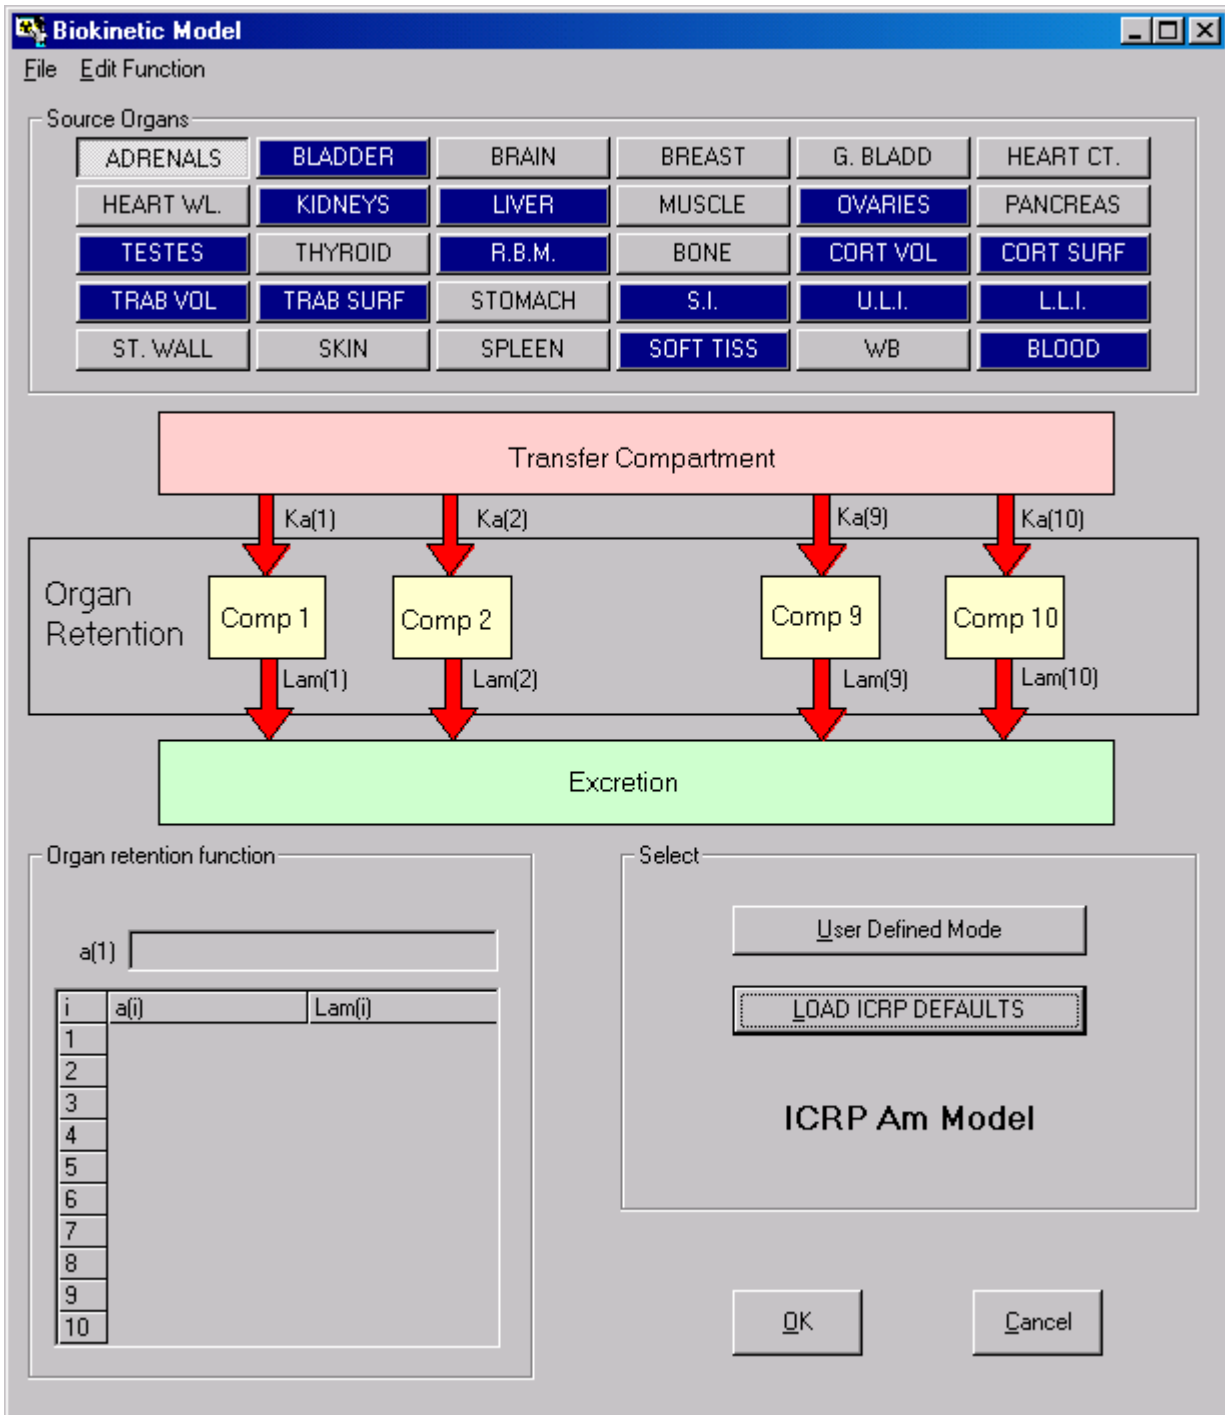 Biokinetic Model
File Edit Function
Source Organs
ADRENALS BLADDER BRAIN BREAST G. BLADD HEART CT.
HEART WL. KIDNEYS LIVER MUSCLE OVARIES PANCREAS
TESTES THYROID R.B.M. BONE CORT VOL CORT SURF
TRAB VOL TRAB SURF STOMACH S.I. U.L.I. L.L.I.
ST. WALL SKIN SPLEEN SOFT TISS WB BLOOD
Transfer Compartment
Ka(1) Ka(2) Ka(9) Ka(10)
Organ
Retention
Comp 1 Comp 2 Comp 9 Comp 10
Lam(1) Lam(2) Lam(9) Lam(10)
Excretion
Organ retention function
a(1)
i a(i) Lam(i)
1
2
3
4
5
6
7
8
9
10
Select
User Defined Mode
LOAD ICRP DEFAULTS
ICRP Am Model
OK Cancel